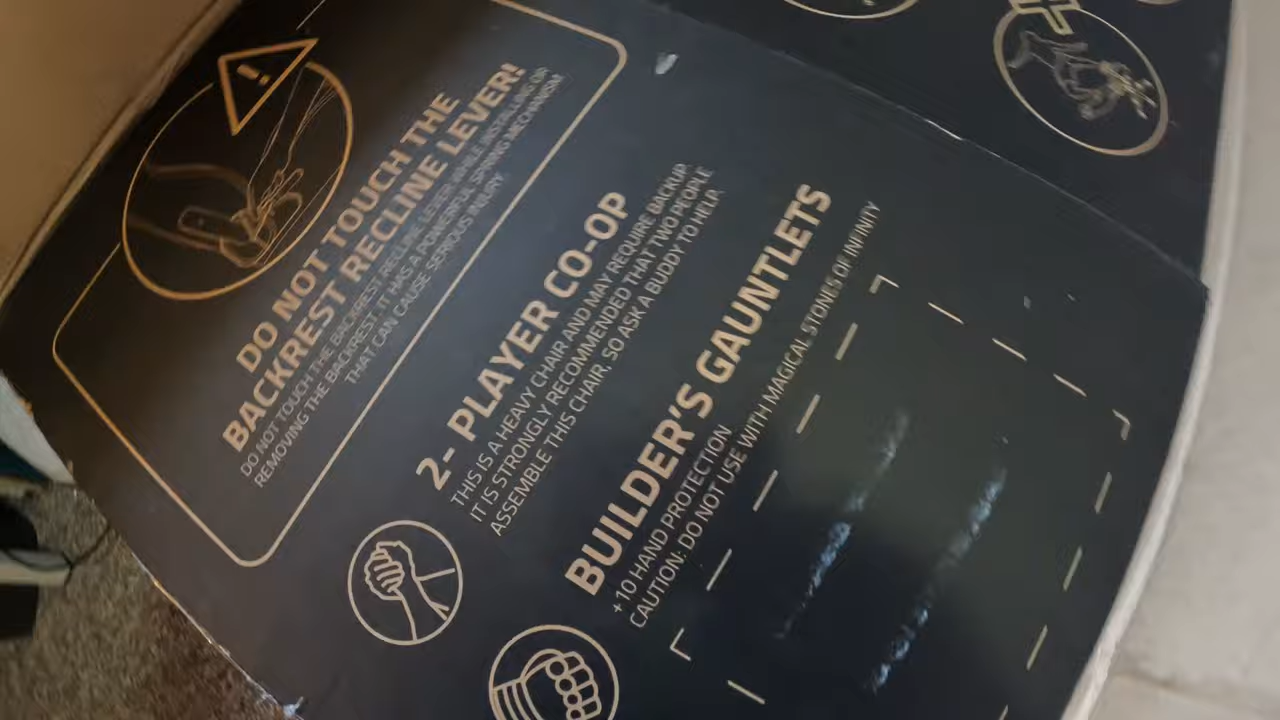 DO NOT TOUCH THE
BACKREST RECLINE LEVER!
DO NOT TOUCH THE BACKREST RECLINE LEVER WHILE INSTALLING OR
REMOVING THE BACKREST. IT HAS A POWERFUL SPRING MECHANISM
THAT CAN CAUSE SERIOUS INJURY.
2- PLAYER CO-OP
THIS IS A HEAVY CHAIR AND MAY REQUIRE BACKUP.
IT IS STRONGLY RECOMMENDED THAT TWO PEOPLE
ASSEMBLE THIS CHAIR, SO ASK A BUDDY TO HELP.
BUILDER'S GAUNTLETS
+10 HAND PROTECTION
CAUTION: DO NOT USE WITH MAGICAL STONES OF INFINITY